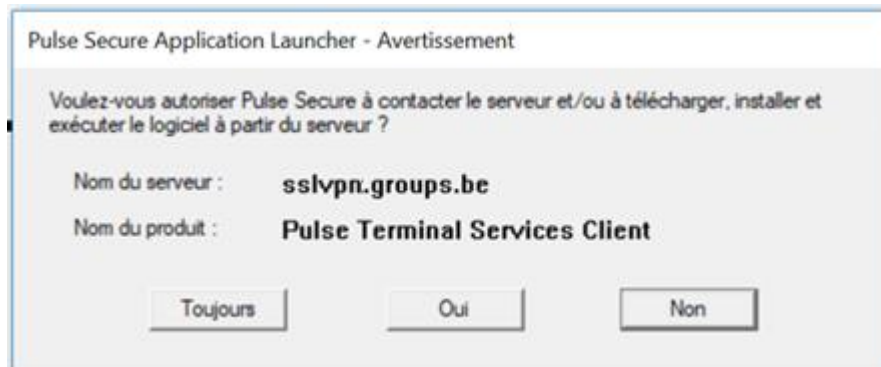 Pulse Secure Application Launcher - Avertissement
Voulez-vous autoriser Pulse Secure à contacter le serveur et/ou à télécharger, installer et
exécuter le logiciel à partir du serveur ?
Nom du serveur : sslvpn.groups.be
Nom du produit : Pulse Terminal Services Client
Toujours Oui Non